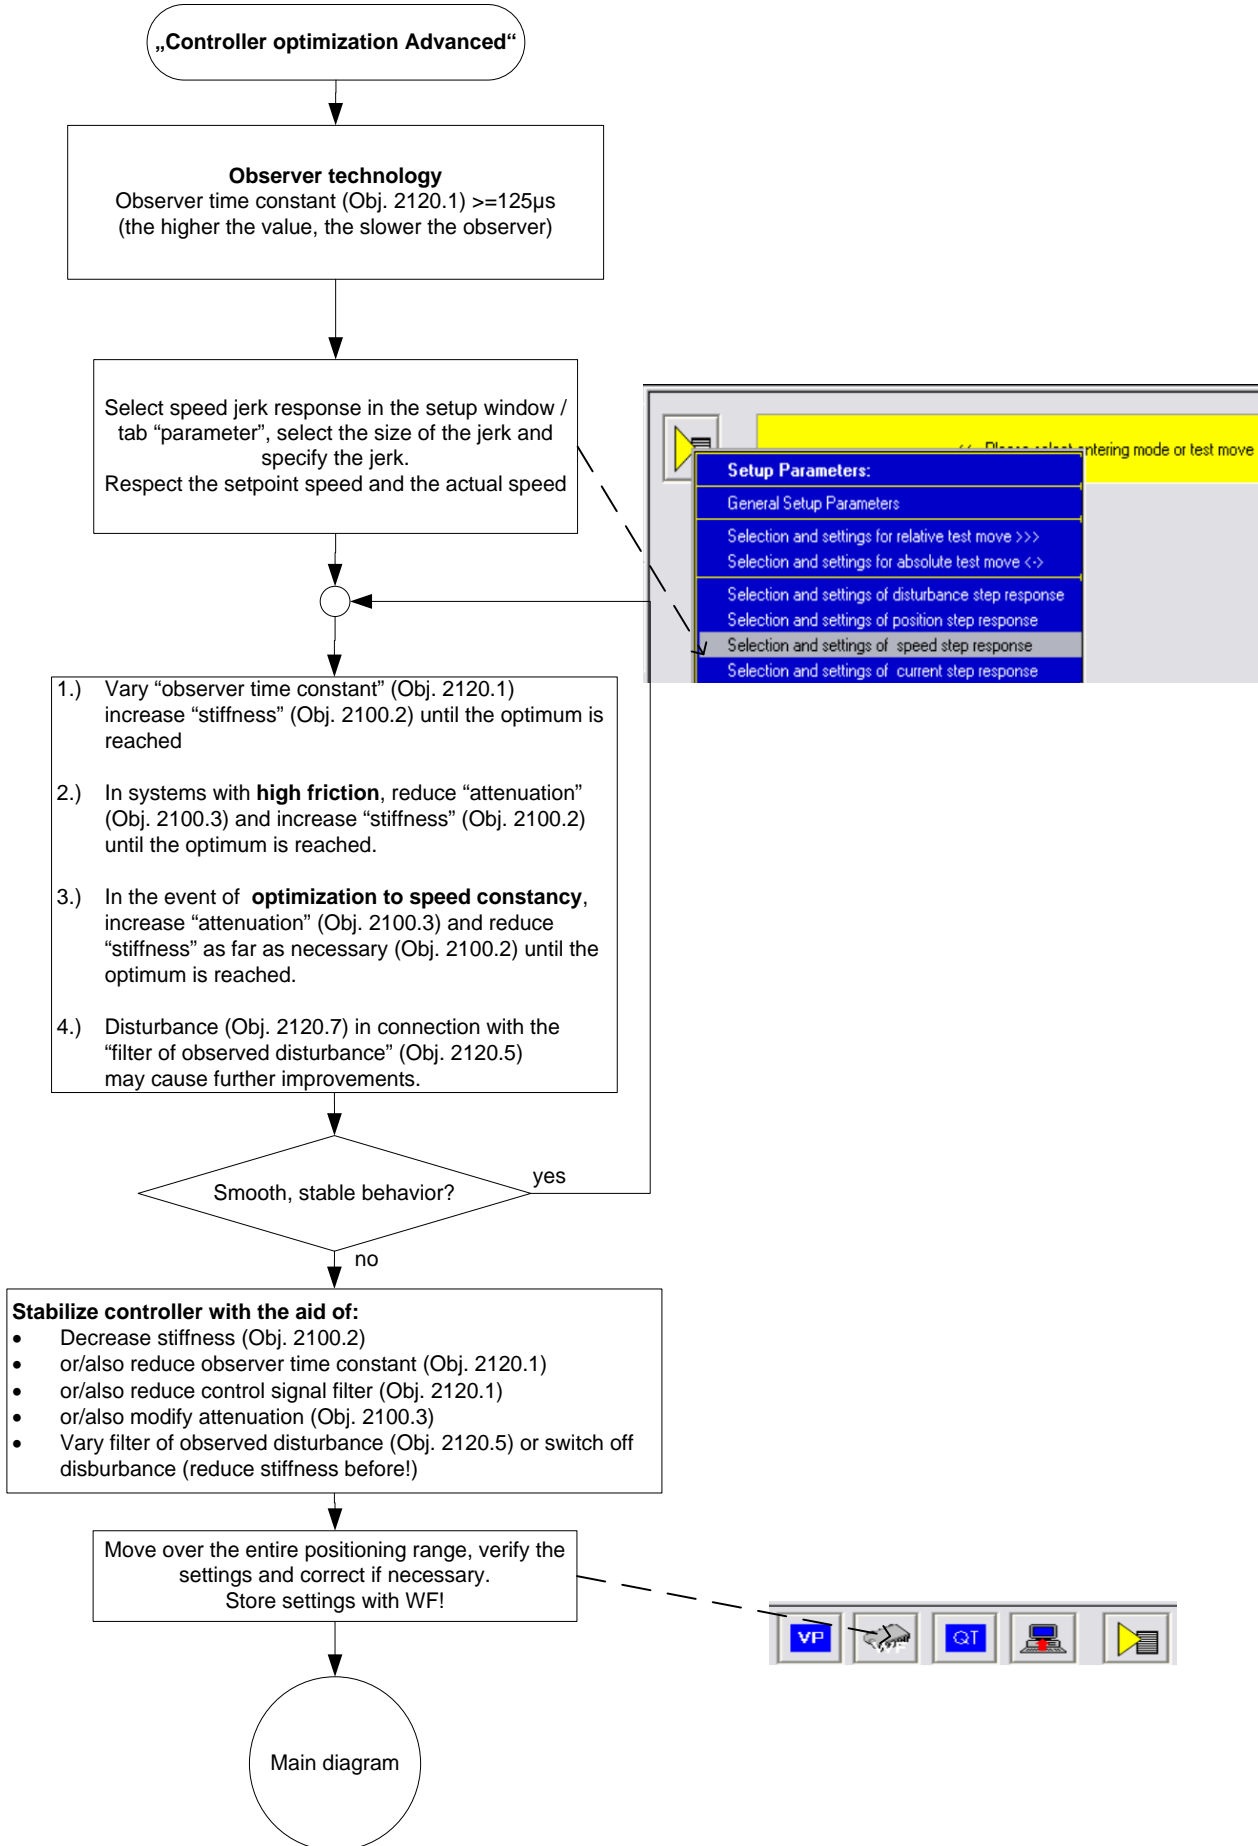 „Controller optimization Advanced“
Observer technology
Observer time constant (Obj. 2120.1) >=125µs
(the higher the value, the slower the observer)
Select speed jerk response in the setup window /
tab “parameter”, select the size of the jerk and
specify the jerk.
Respect the setpoint speed and the actual speed
ntering mode or test move
Setup Parameters:
General Setup Parameters
Selection and settings for relative test move >>>
Selection and settings for absolute test move <->
Selection and settings of disturbance step response
Selection and settings of position step response
Selection and settings of speed step response
Selection and settings of current step response
1.) Vary “observer time constant” (Obj. 2120.1)
increase “stiffness” (Obj. 2100.2) until the optimum is
reached
2.) In systems with high friction, reduce “attenuation”
(Obj. 2100.3) and increase “stiffness” (Obj. 2100.2)
until the optimum is reached.
3.) In the event of optimization to speed constancy,
increase “attenuation” (Obj. 2100.3) and reduce
“stiffness” as far as necessary (Obj. 2100.2) until the
optimum is reached.
4.) Disturbance (Obj. 2120.7) in connection with the
“filter of observed disturbance” (Obj. 2120.5)
may cause further improvements.
Smooth, stable behavior?
yes
no
Stabilize controller with the aid of:
• Decrease stiffness (Obj. 2100.2)
• or/also reduce observer time constant (Obj. 2120.1)
• or/also reduce control signal filter (Obj. 2120.1)
• or/also modify attenuation (Obj. 2100.3)
• Vary filter of observed disturbance (Obj. 2120.5) or switch off
disburbance (reduce stiffness before!)
Move over the entire positioning range, verify the
settings and correct if necessary.
Store settings with WF!
VP
QT
Main diagram